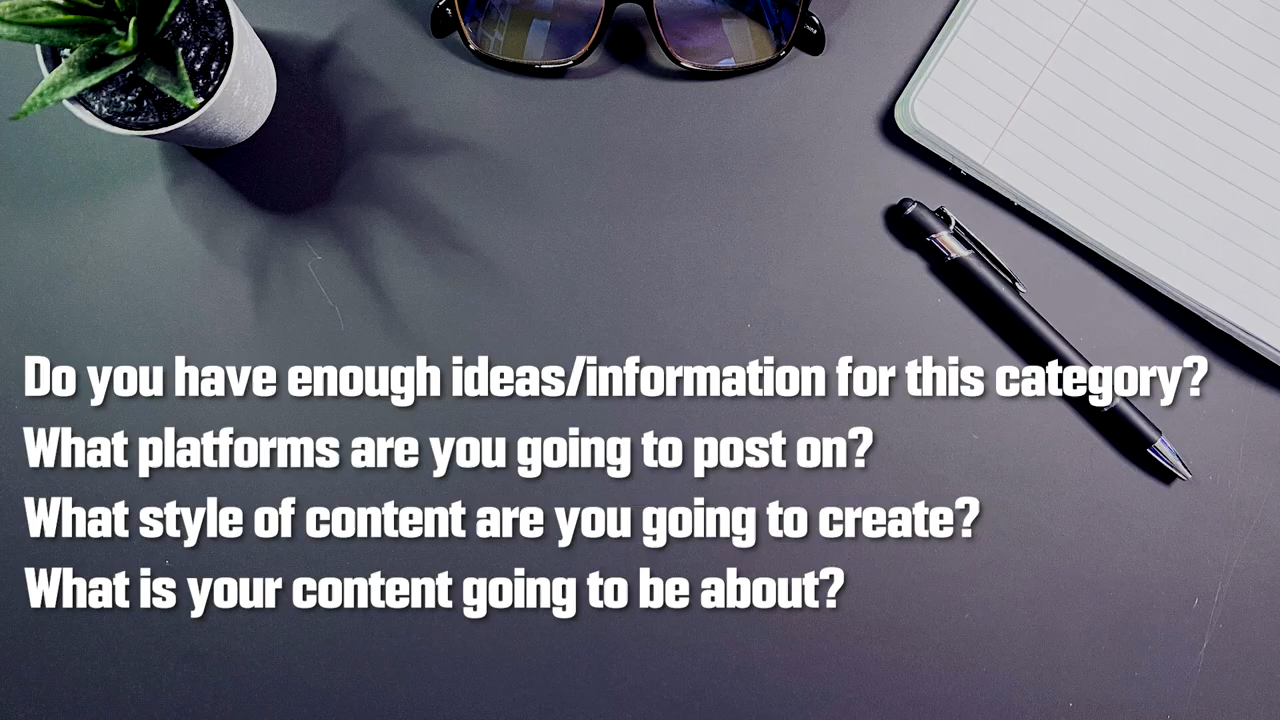 Do you have enough ideas/information for this category?
What platforms are you going to post on?
What style of content are you going to create?
What is your content going to be about?